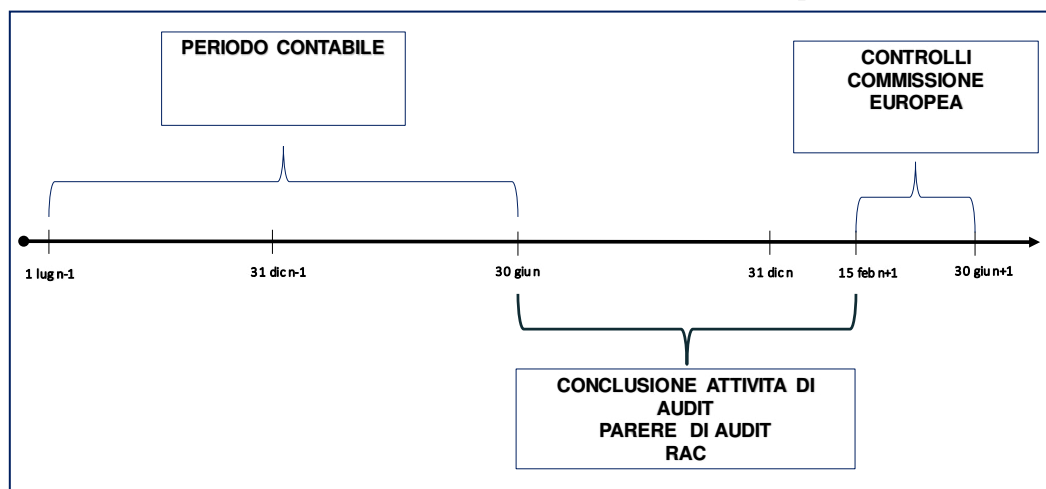 PERIODO CONTABILE
CONTROLLI
COMMISSIONE
EUROPEA
1 lug n-1
31 dic n-1
30 giu n
31 dic n
15 feb n+1
30 giu n+1
CONCLUSIONE ATTIVITA DI
AUDIT
PARERE DI AUDIT
RAC